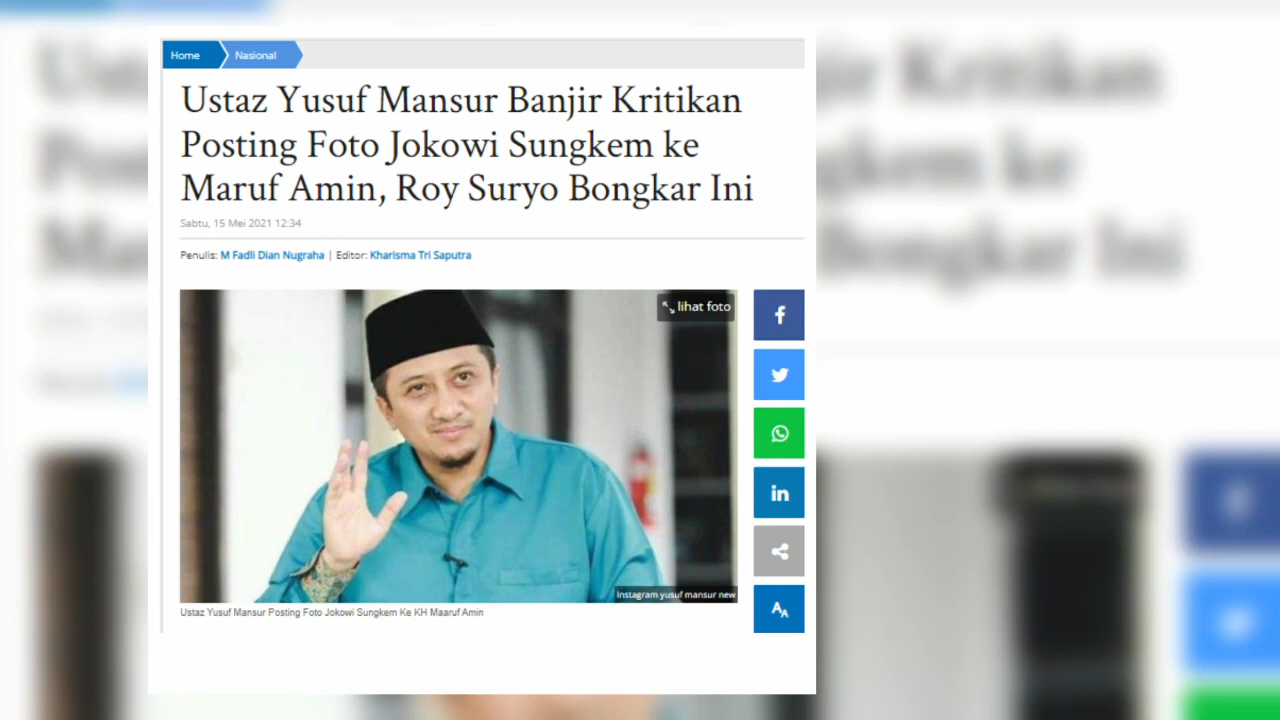 Home Nasional
Ustaz Yusuf Mansur Banjir Kritikan
Posting Foto Jokowi Sungkem ke
Maruf Amin, Roy Suryo Bongkar Ini
Sabtu, 15 Mei 2021 12:34
Penulis: M Fadli Dian Nugraha | Editor: Kharisma Tri Saputra
lihat foto
Instagram yusuf mansur new
Ustaz Yusuf Mansur Posting Foto Jokowi Sungkem Ke KH Maaruf Amin